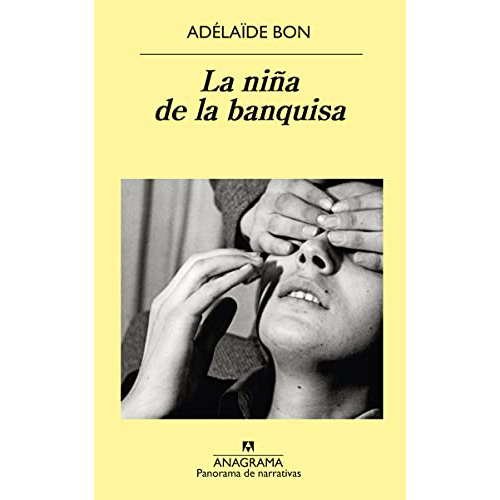 ADÉLAÏDE BON
La niña
de la banquisa
ANAGRAMA
Panorama de narrativas